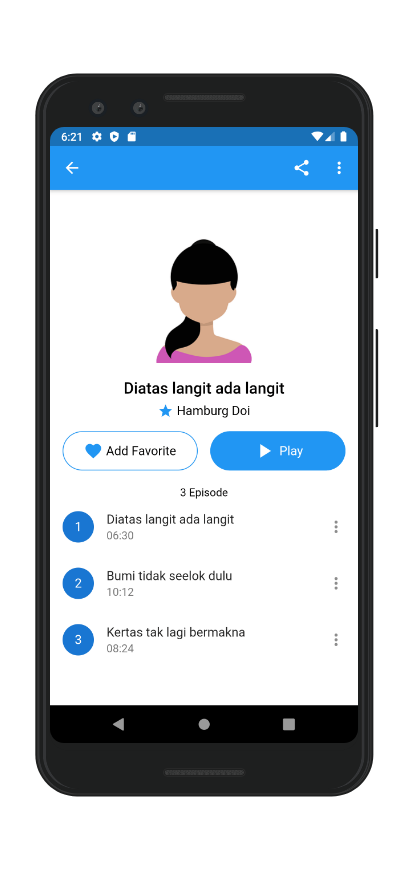 6:21
Diatas langit ada langit
Hamburg Doi
Add Favorite
Play
3 Episode
1
Diatas langit ada langit
06:30
2
Bumi tidak seelok dulu
10:12
3
Kertas tak lagi bermakna
08:24